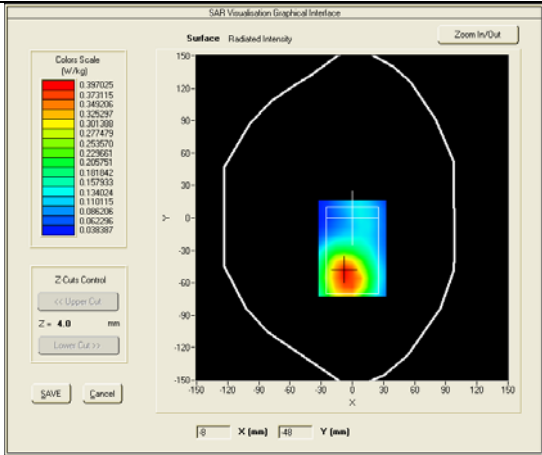 SAR Visualisation Graphical Interface
Surface Radiated Intensity
Zoom In/Out
Colors Scale
(W/kg)
0.397025
0.373115
0.349206
0.325297
0.301388
0.277479
0.253570
0.229661
0.205751
0.181842
0.157933
0.134024
0.110115
0.086206
0.062296
0.038387
Z-Cuts Control
<< Upper Cut
Z = 4.0 mm
Lower Cut >>
SAVE Cancel
150
120
90
60
30
0
-30
-60
-90
-120
-150
Y
-150 -120 -90 -60 -30 0 30 60 90 120 150
X
-8 X (mm) -48 Y (mm)